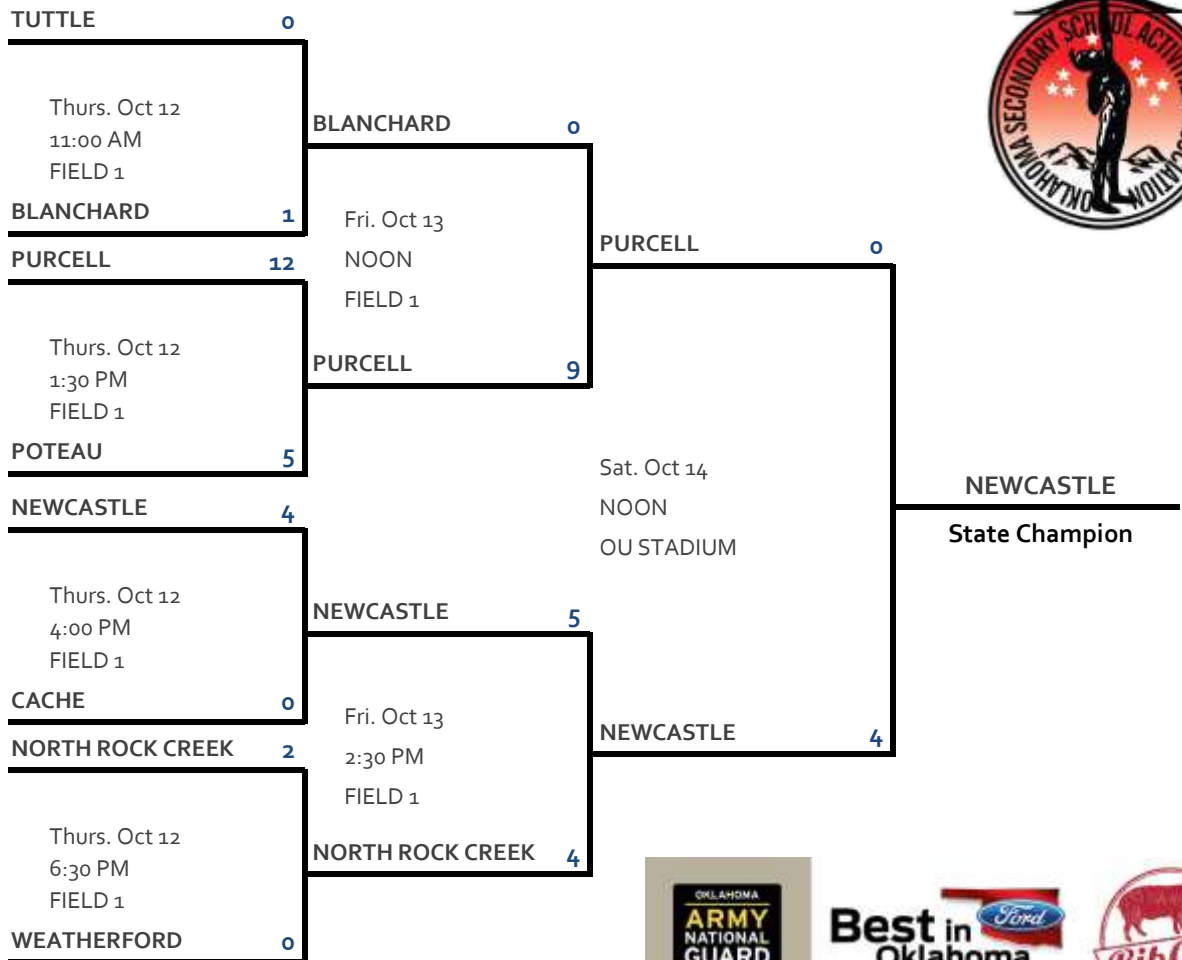 TUTTLE 0
Thurs. Oct 12
11:00 AM
FIELD 1
BLANCHARD 1
PURCELL 12
Thurs. Oct 12
1:30 PM
FIELD 1
POTEAU 5
NEWCASTLE 4
Thurs. Oct 12
4:00 PM
FIELD 1
CACHE 0
NORTH ROCK CREEK 2
Thurs. Oct 12
6:30 PM
FIELD 1
WEATHERFORD 0
BLANCHARD 0
Fri. Oct 13
NOON
FIELD 1
PURCELL 9
NEWCASTLE 5
Fri. Oct 13
2:30 PM
FIELD 1
NORTH ROCK CREEK 4
PURCELL 0
Sat. Oct 14
NOON
OU STADIUM
NEWCASTLE 4
NEWCASTLE
State Champion
OKLAHOMA SECONDARY SCHOOL
OKLAHOMA
ARMY
NATIONAL
GUARD
Best in
Oklahoma
Ford